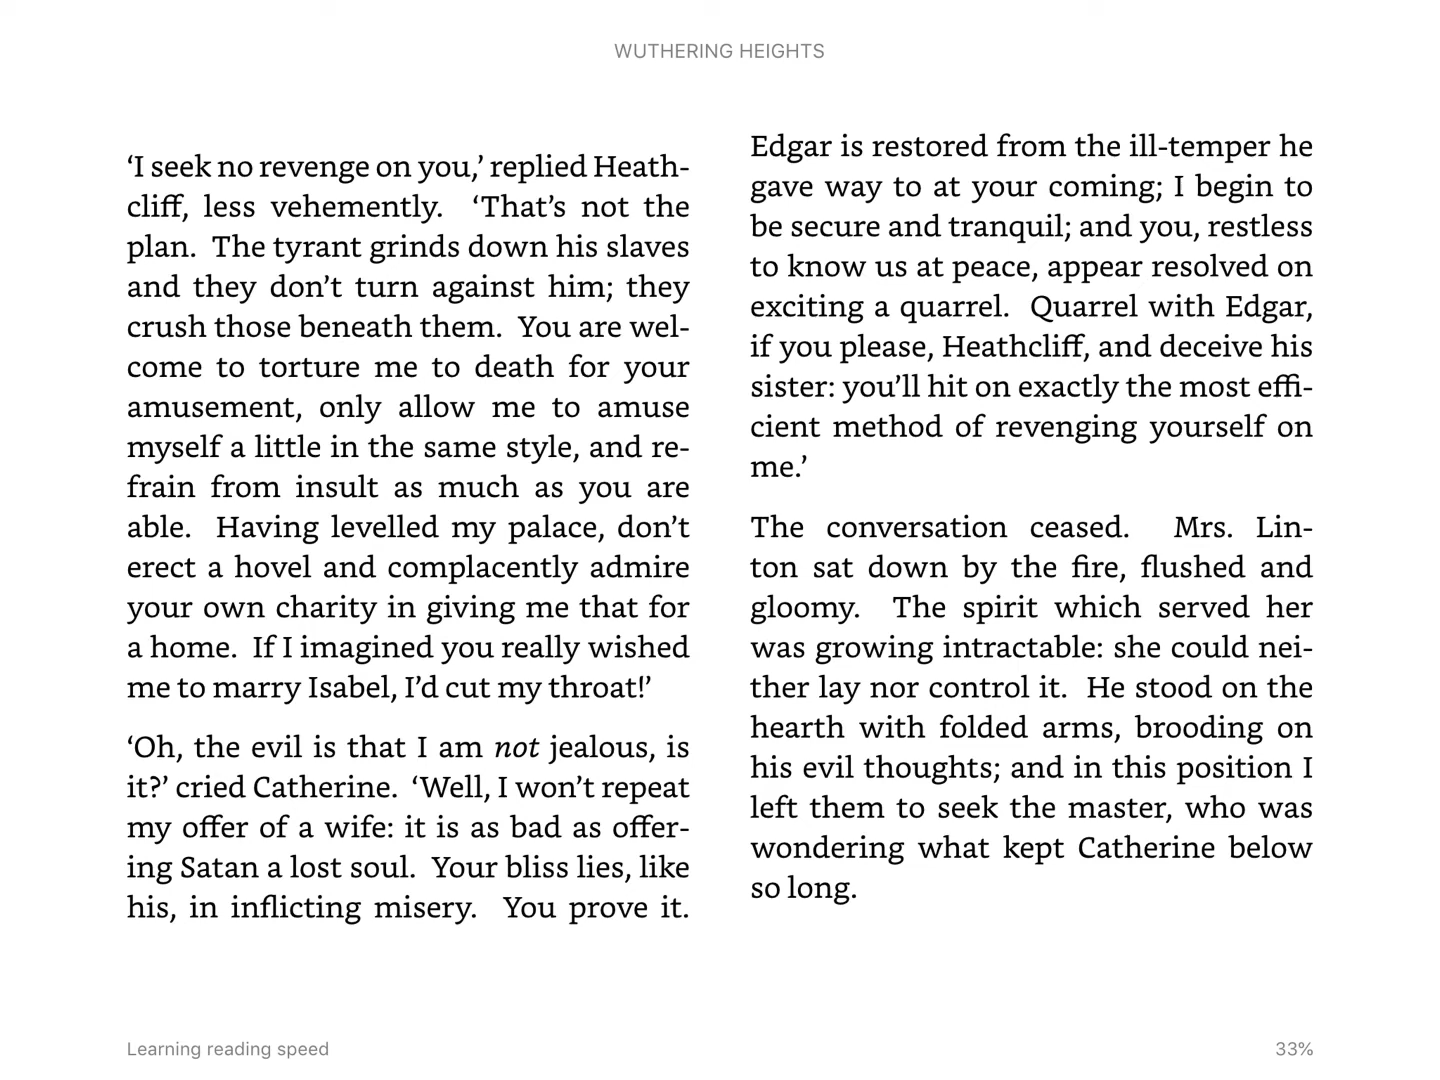 WUTHERING HEIGHTS
‘I seek no revenge on you,’ replied Heath-
cliff, less vehemently.  ‘That’s not the
plan.  The tyrant grinds down his slaves
and they don’t turn against him; they
crush those beneath them.  You are wel-
come to torture me to death for your
amusement, only allow me to amuse
myself a little in the same style, and re-
frain from insult as much as you are
able.  Having levelled my palace, don’t
erect a hovel and complacently admire
your own charity in giving me that for
a home.  If I imagined you really wished
me to marry Isabel, I’d cut my throat!’
‘Oh, the evil is that I am not jealous, is
it?’ cried Catherine.  ‘Well, I won’t repeat
my offer of a wife: it is as bad as offer-
ing Satan a lost soul.  Your bliss lies, like
his, in inflicting misery.  You prove it.
Edgar is restored from the ill-temper he
gave way to at your coming; I begin to
be secure and tranquil; and you, restless
to know us at peace, appear resolved on
exciting a quarrel.  Quarrel with Edgar,
if you please, Heathcliff, and deceive his
sister: you’ll hit on exactly the most effi-
cient method of revenging yourself on
me.’
The conversation ceased.  Mrs. Lin-
ton sat down by the fire, flushed and
gloomy.  The spirit which served her
was growing intractable: she could nei-
ther lay nor control it.  He stood on the
hearth with folded arms, brooding on
his evil thoughts; and in this position I
left them to seek the master, who was
wondering what kept Catherine below
so long.
Learning reading speed
33%